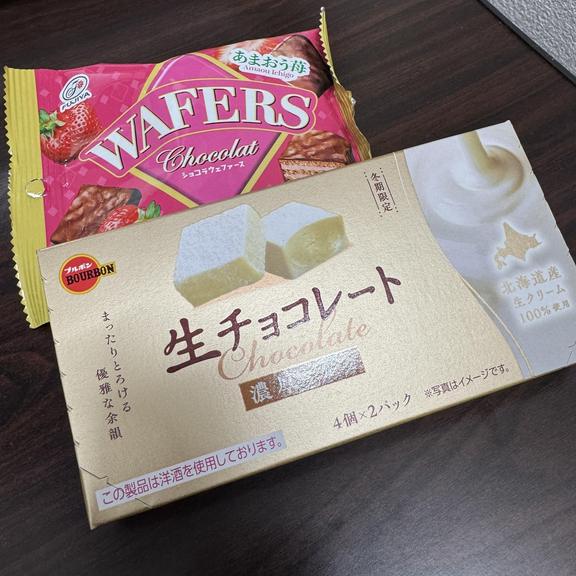 FUJIYA
あまおう苺
Amaou Ichigo
WAFERS
Chocolat
ショコラウェファース
ブルボン
BOURBON
冬期限定
まったりとろける
優雅な余韻
生チョコレート
Chocolate
濃
4個×2パック
※写真はイメージです。
北海道産
生クリーム
100%使用
この製品は洋酒を使用しております。